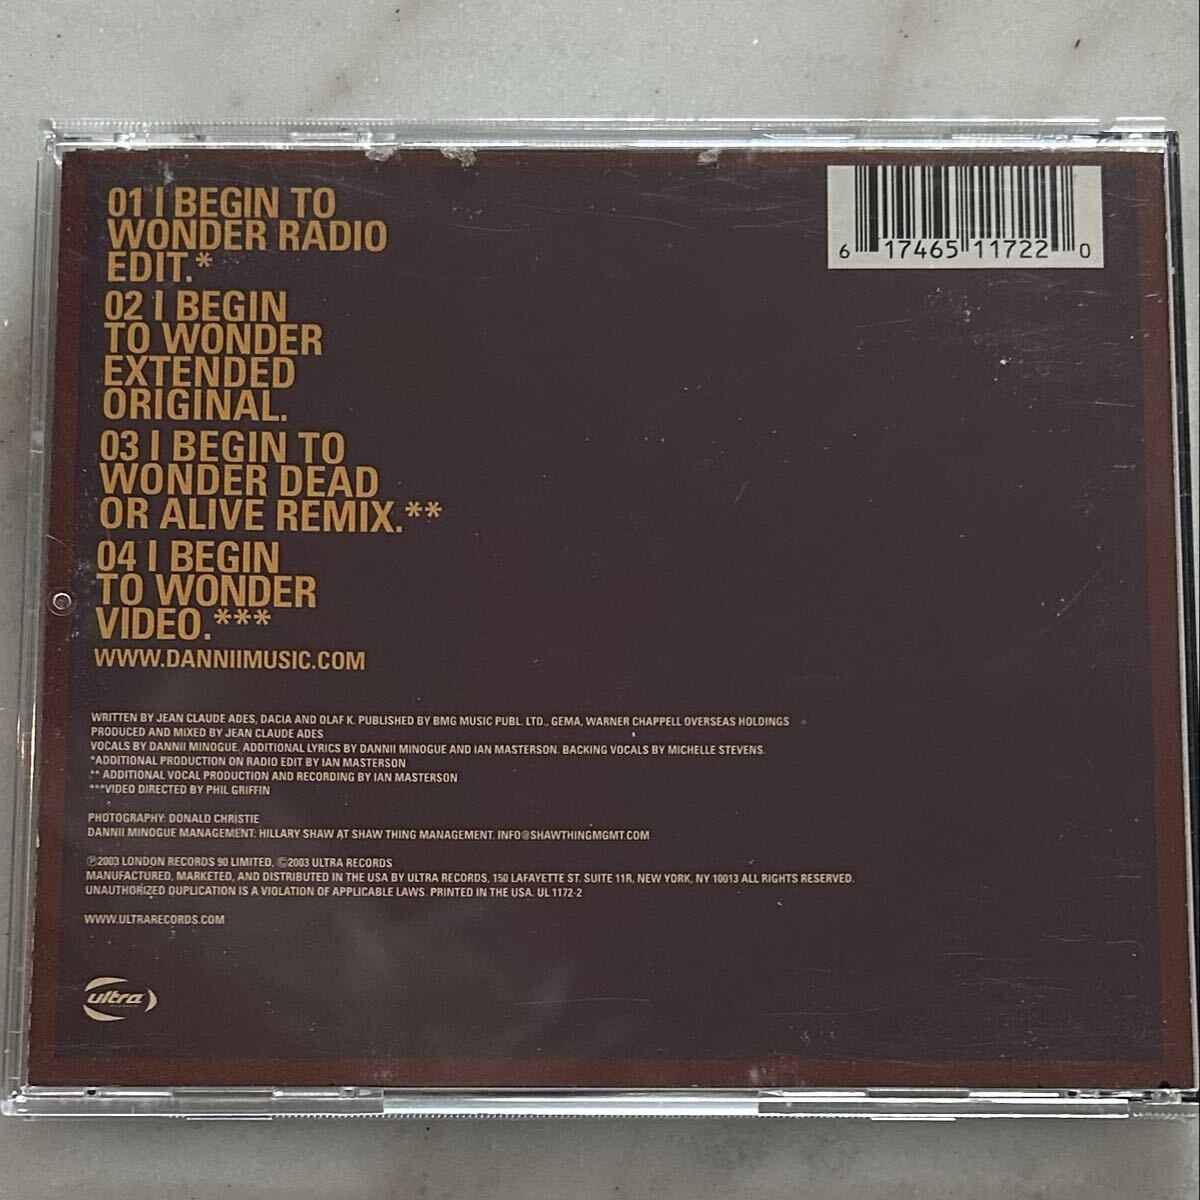 01 I BEGIN TO
WONDER RADIO
EDIT.*
02 I BEGIN
TO WONDER
EXTENDED
ORIGINAL.
03 I BEGIN TO
WONDER DEAD
OR ALIVE REMIX.**
04 I BEGIN
TO WONDER
VIDEO.***
WWW.DANNIIMUSIC.COM
6 17465 11722 0
WRITTEN BY JEAN CLAUDE ADES, DACIA AND OLAF K. PUBLISHED BY BMG MUSIC PUBL. LTD., GEMA, WARNER CHAPPELL OVERSEAS HOLDINGS
PRODUCED AND MIXED BY JEAN CLAUDE ADES
VOCALS BY DANNII MINOGUE. ADDITIONAL LYRICS BY DANNII MINOGUE AND IAN MASTERSON. BACKING VOCALS BY MICHELLE STEVENS.
*ADDITIONAL PRODUCTION ON RADIO EDIT BY IAN MASTERSON
** ADDITIONAL VOCAL PRODUCTION AND RECORDING BY IAN MASTERSON
***VIDEO DIRECTED BY PHIL GRIFFIN
PHOTOGRAPHY: DONALD CHRISTIE
DANNII MINOGUE MANAGEMENT: HILLARY SHAW AT SHAW THING MANAGEMENT. INFO@SHAWTHINGMGMT.COM
℗2003 LONDON RECORDS 90 LIMITED, ©2003 ULTRA RECORDS
MANUFACTURED, MARKETED, AND DISTRIBUTED IN THE USA BY ULTRA RECORDS, 150 LAFAYETTE ST. SUITE 11R, NEW YORK, NY 10013 ALL RIGHTS RESERVED.
UNAUTHORIZED DUPLICATION IS A VIOLATION OF APPLICABLE LAWS. PRINTED IN THE USA. UL 1172-2
WWW.ULTRARECORDS.COM
ultra